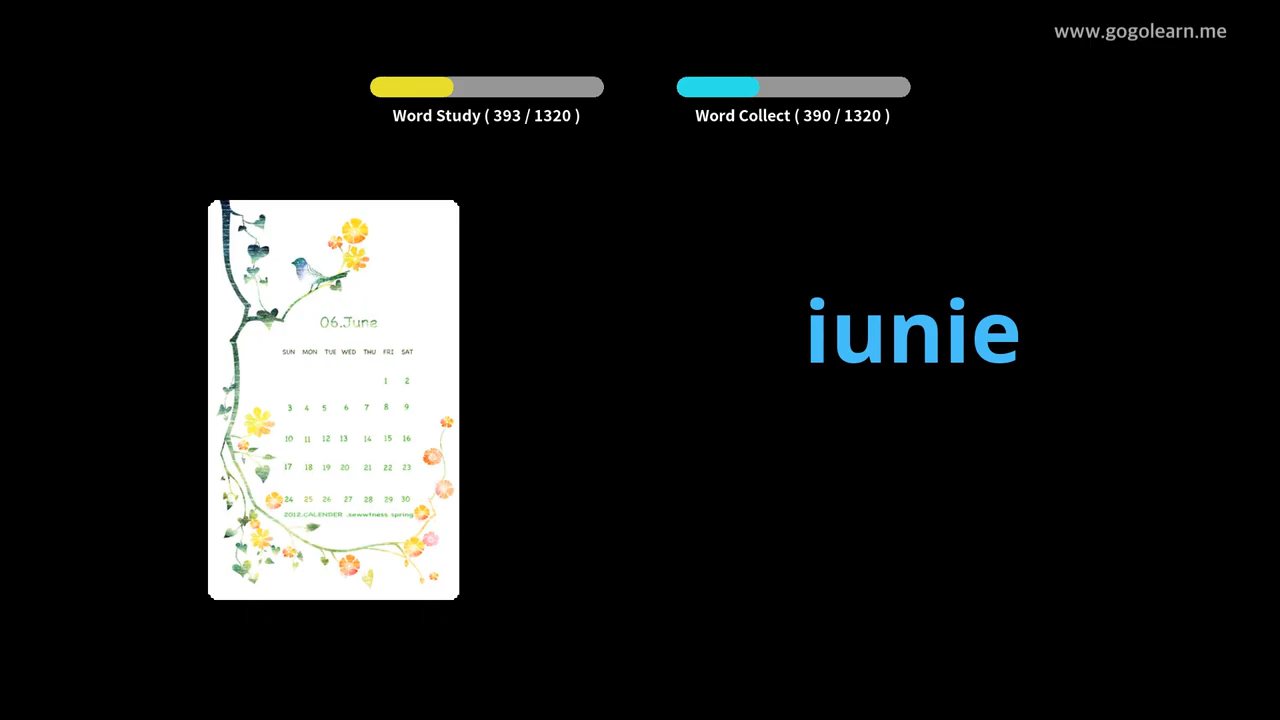 www.gogolearn.me
Word Study ( 393 / 1320 )
Word Collect ( 390 / 1320 )
06.June
SUN MON TUE WED THU FRI SAT
1 2
3 4 5 6 7 8 9
10 11 12 13 14 15 16
17 18 19 20 21 22 23
24 25 26 27 28 29 30
2012.CALENDER .sewwtness spring
iunie